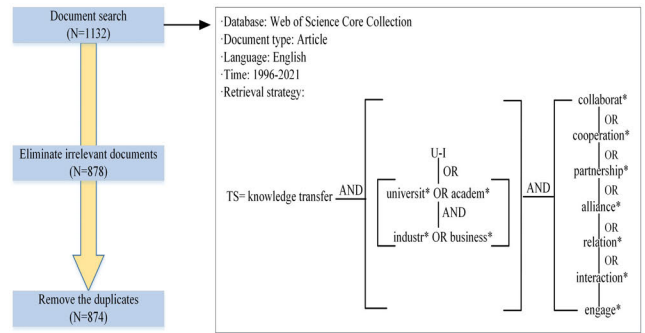 Document search
(N=1132)
Eliminate irrelevant documents
(N=878)
Remove the duplicates
(N=874)
·Database: Web of Science Core Collection
·Document type: Article
·Language: English
·Time: 1996-2021
·Retrieval strategy:
TS= knowledge transfer
AND
U-I
OR
universit* OR academ*
AND
industr* OR business*
AND
collaborat*
OR
cooperation*
OR
partnership*
OR
alliance*
OR
relation*
OR
interaction*
engage*